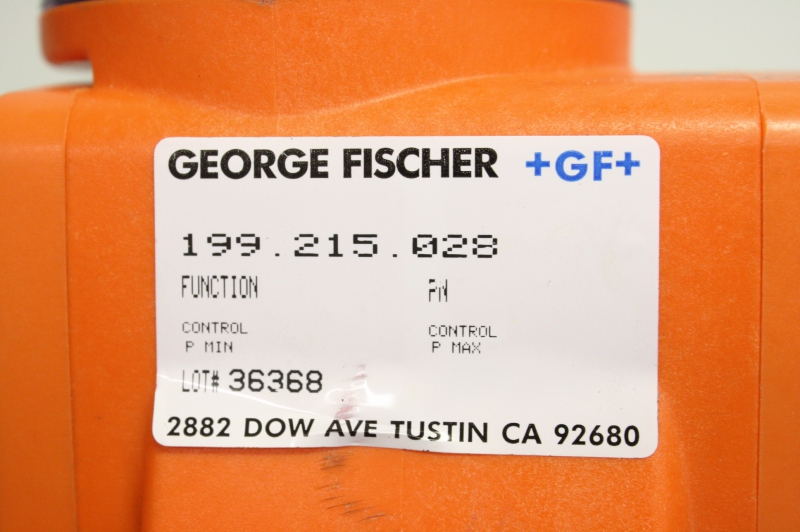 GEORGE FISCHER +GF+
199.215.028
FUNCTION PN
CONTROL CONTROL
P MIN P MAX
LOT# 36368
2882 DOW AVE TUSTIN CA 92680